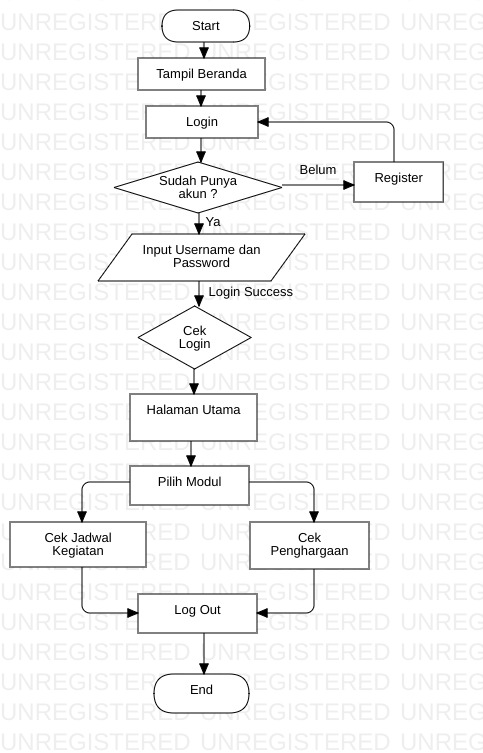 Start
Tampil Beranda
Login
Sudah Punya
akun ?
Belum
Register
Ya
Input Username dan
Password
Login Success
Cek
Login
Halaman Utama
Pilih Modul
Cek Jadwal
Kegiatan
Cek
Penghargaan
Log Out
End
UNREGISTERED